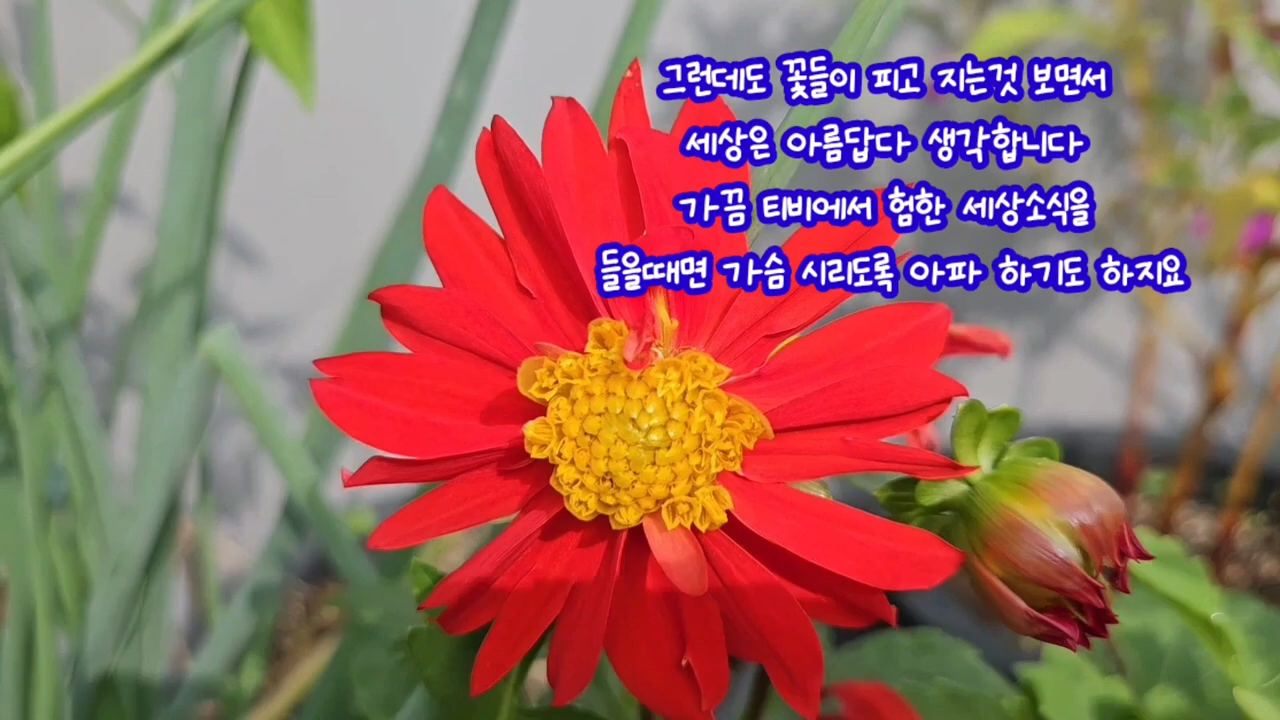 그런데도 꽃들이 피고 지는것 보면서
세상은 아름답다 생각합니다
가끔 티비에서 험한 세상소식을
들을때면 가슴 시리도록 아파 하기도 하지요